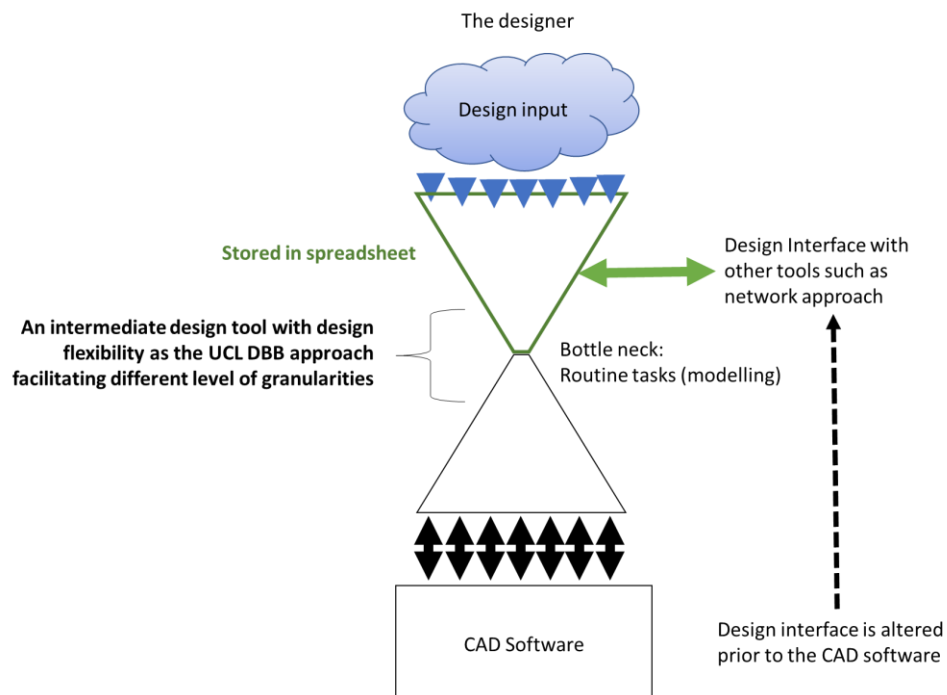 The designer
Design input
Stored in spreadsheet
Design Interface with
other tools such as
network approach
An intermediate design tool with design
flexibility as the UCL DBB approach
facilitating different level of granularities
Bottle neck:
Routine tasks (modelling)
CAD Software
Design interface is altered
prior to the CAD software